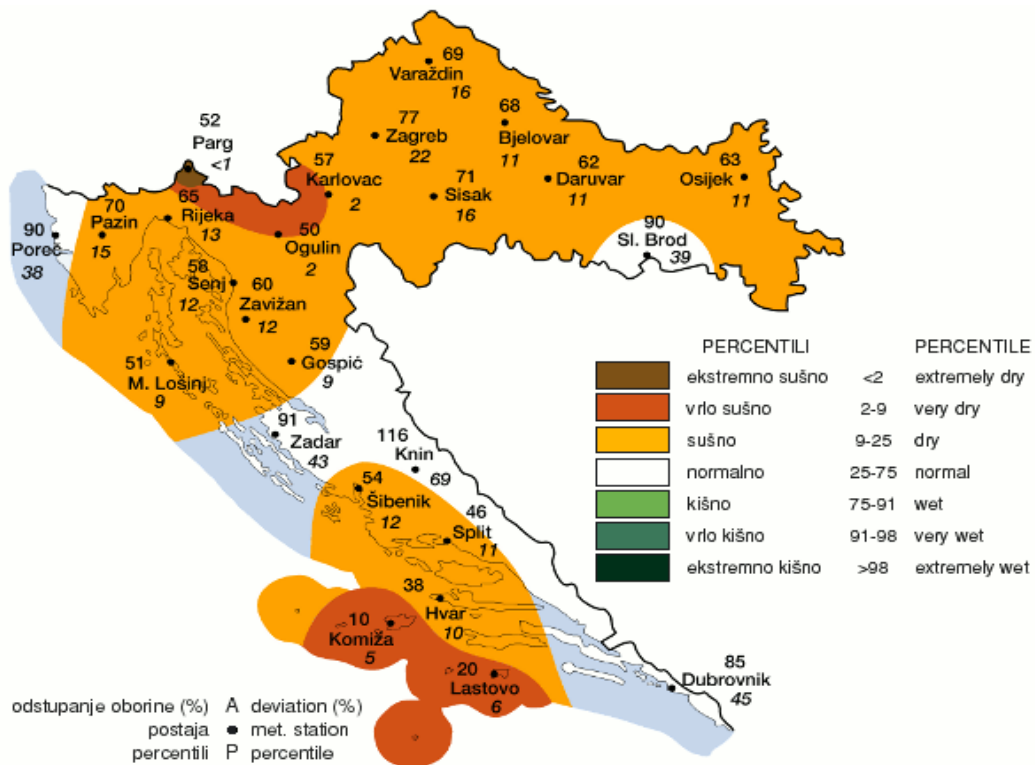 69
Varaždin
16
77
Zagreb
22
68
Bjelovar
11
52
Parg
<1
57
Karlovac
2
71
Sisak
16
62
Daruvar
11
63
Osijek
11
70
Pazin
15
65
Rijeka
13
90
Poreč
38
50
Ogulin
2
90
Sl. Brod
39
58
Senj
12
60
Zavižan
12
59
Gospić
9
51
M. Lošinj
9
91
Zadar
43
116
Knin
69
54
Šibenik
12
46
Split
11
38
Hvar
10
10
Komiža
5
20
Lastovo
6
85
Dubrovnik
45
PERCENTILI PERCENTILE
ekstremno sušno <2 extremely dry
vrlo sušno 2-9 very dry
sušno 9-25 dry
normalno 25-75 normal
kišno 75-91 wet
vrlo kišno 91-98 very wet
ekstremno kišno >98 extremely wet
odstupanje oborine (%) A deviation (%)
postaja met. station
percentili P percentile